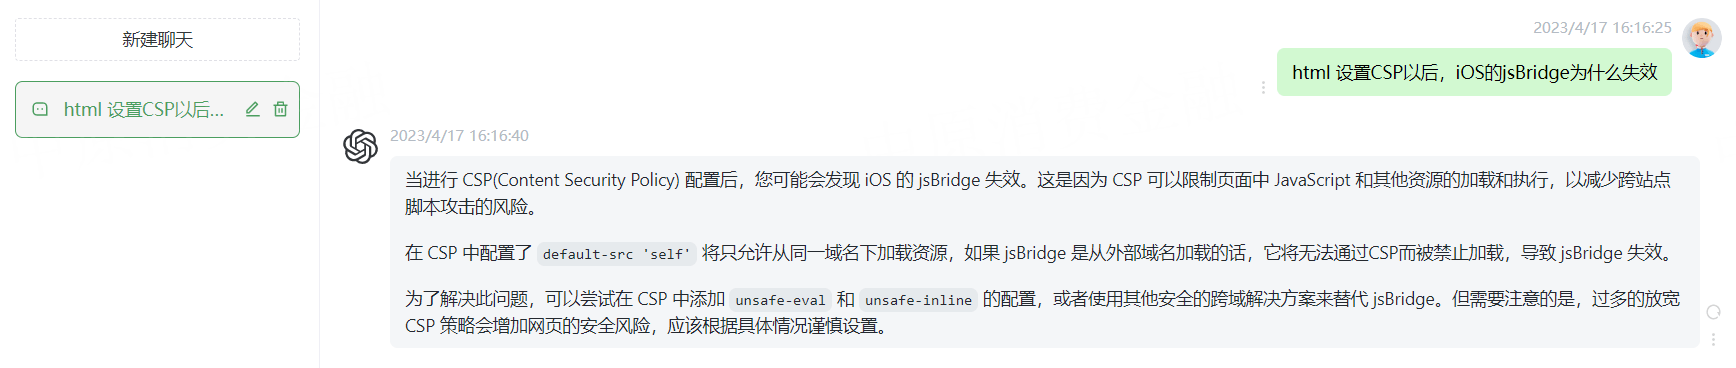 新建聊天
html 设置CSP以后...
2023/4/17 16:16:25
html 设置CSP以后，iOS的jsBridge为什么失效
2023/4/17 16:16:40
当进行 CSP(Content Security Policy) 配置后，您可能会发现 iOS 的 jsBridge 失效。这是因为 CSP 可以限制页面中 JavaScript 和其他资源的加载和执行，以减少跨站点
脚本攻击的风险。
在 CSP 中配置了 default-src 'self' 将只允许从同一域名下加载资源，如果 jsBridge 是从外部域名加载的话，它将无法通过CSP而被禁止加载，导致 jsBridge 失效。
为了解决此问题，可以尝试在 CSP 中添加 unsafe-eval 和 unsafe-inline 的配置，或者使用其他安全的跨域解决方案来替代 jsBridge。但需要注意的是，过多的放宽
CSP 策略会增加网页的安全风险，应该根据具体情况谨慎设置。